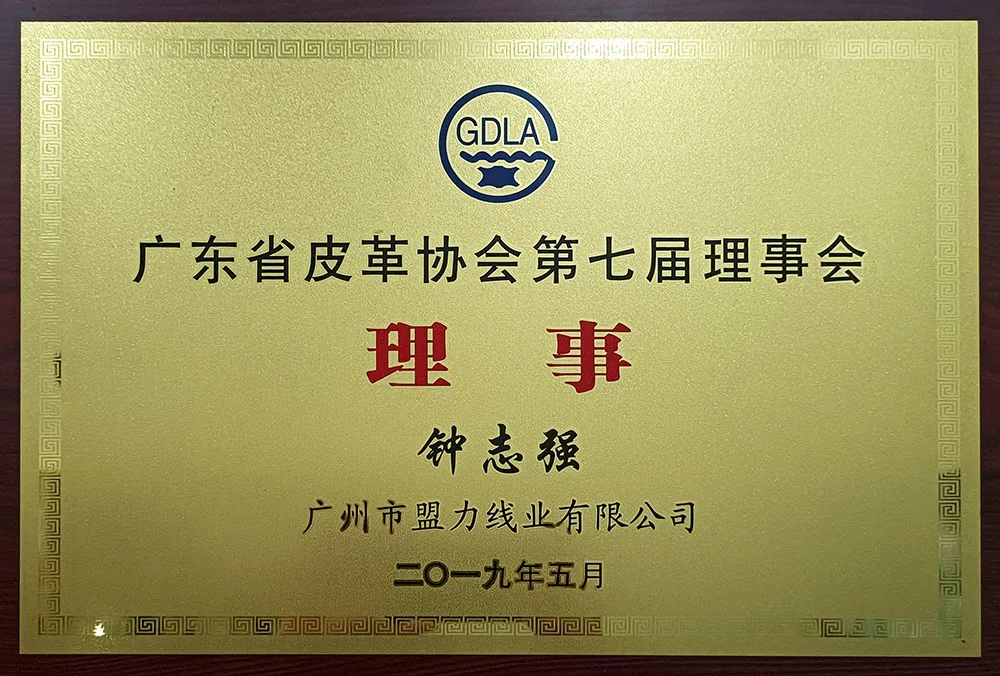 GDLA
广东省皮革协会第七届理事会
理事
钟志强
广州市盟力线业有限公司
二〇一九年五月